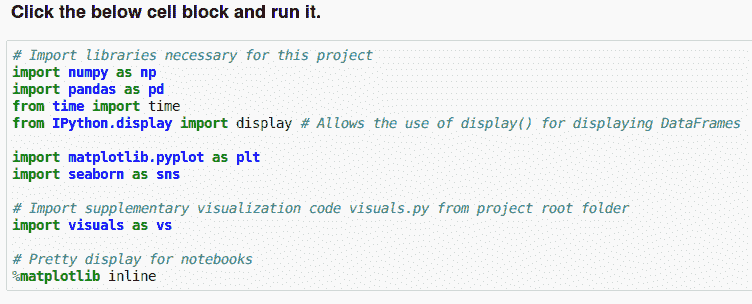 Click the below cell block and run it.
# Import libraries necessary for this project
import numpy as np
import pandas as pd
from time import time
from IPython.display import display # Allows the use of display() for displaying DataFrames
import matplotlib.pyplot as plt
import seaborn as sns
# Import supplementary visualization code visuals.py from project root folder
import visuals as vs
# Pretty display for notebooks
%matplotlib inline